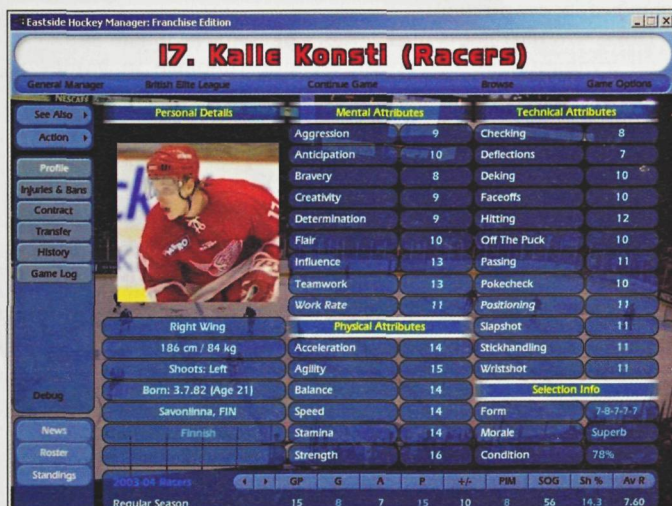 Eastside Hockey Manager: Franchise Edition
17. Kalle Konsti (Racers)
General Manager British Elite League Continue Game Browse Game Options
NESCAFÉ
See Also
Action
Profile
Injuries & Bans
Contract
Transfer
History
Game Log
Debug
News
Roster
Standings
Personal Details
Right Wing
186 cm / 84 kg
Shoots: Left
Born: 3.7.82 (Age 21)
Savonlinna, FIN
Finnish
Mental Attributes
Aggression 9
Anticipation 10
Bravery 8
Creativity 9
Determination 9
Flair 10
Influence 13
Teamwork 13
Work Rate 11
Physical Attributes
Acceleration 14
Agility 15
Balance 14
Speed 14
Stamina 14
Strength 16
Technical Attributes
Checking 8
Deflections 7
Deking 10
Faceoffs 10
Hitting 12
Off The Puck 10
Passing 11
Pokecheck 10
Positioning 11
Slapshot 11
Stickhandling 11
Wristshot 11
Selection Info
Form 7-8-7-7-7
Morale Superb
Condition 78%
2003-04 Racers GP G A P +/- PIM SOG Sh % Av R
Regular Season 15 8 7 15 10 8 56 14.3 7.60